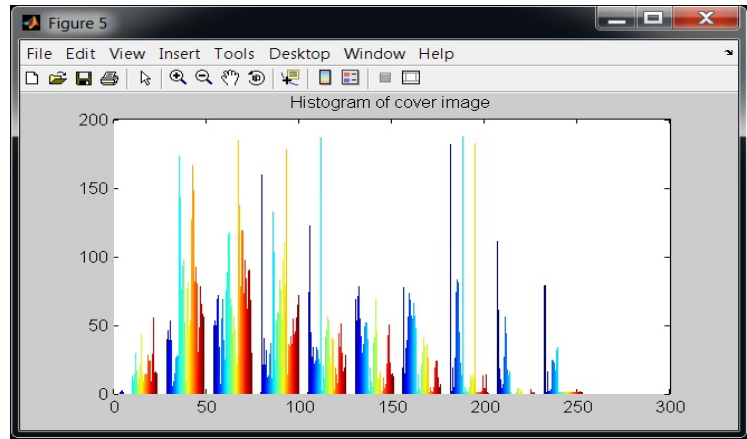 Figure 5
File Edit View Insert Tools Desktop Window Help
Histogram of cover image
200
150
100
50
0
0 50 100 150 200 250 300